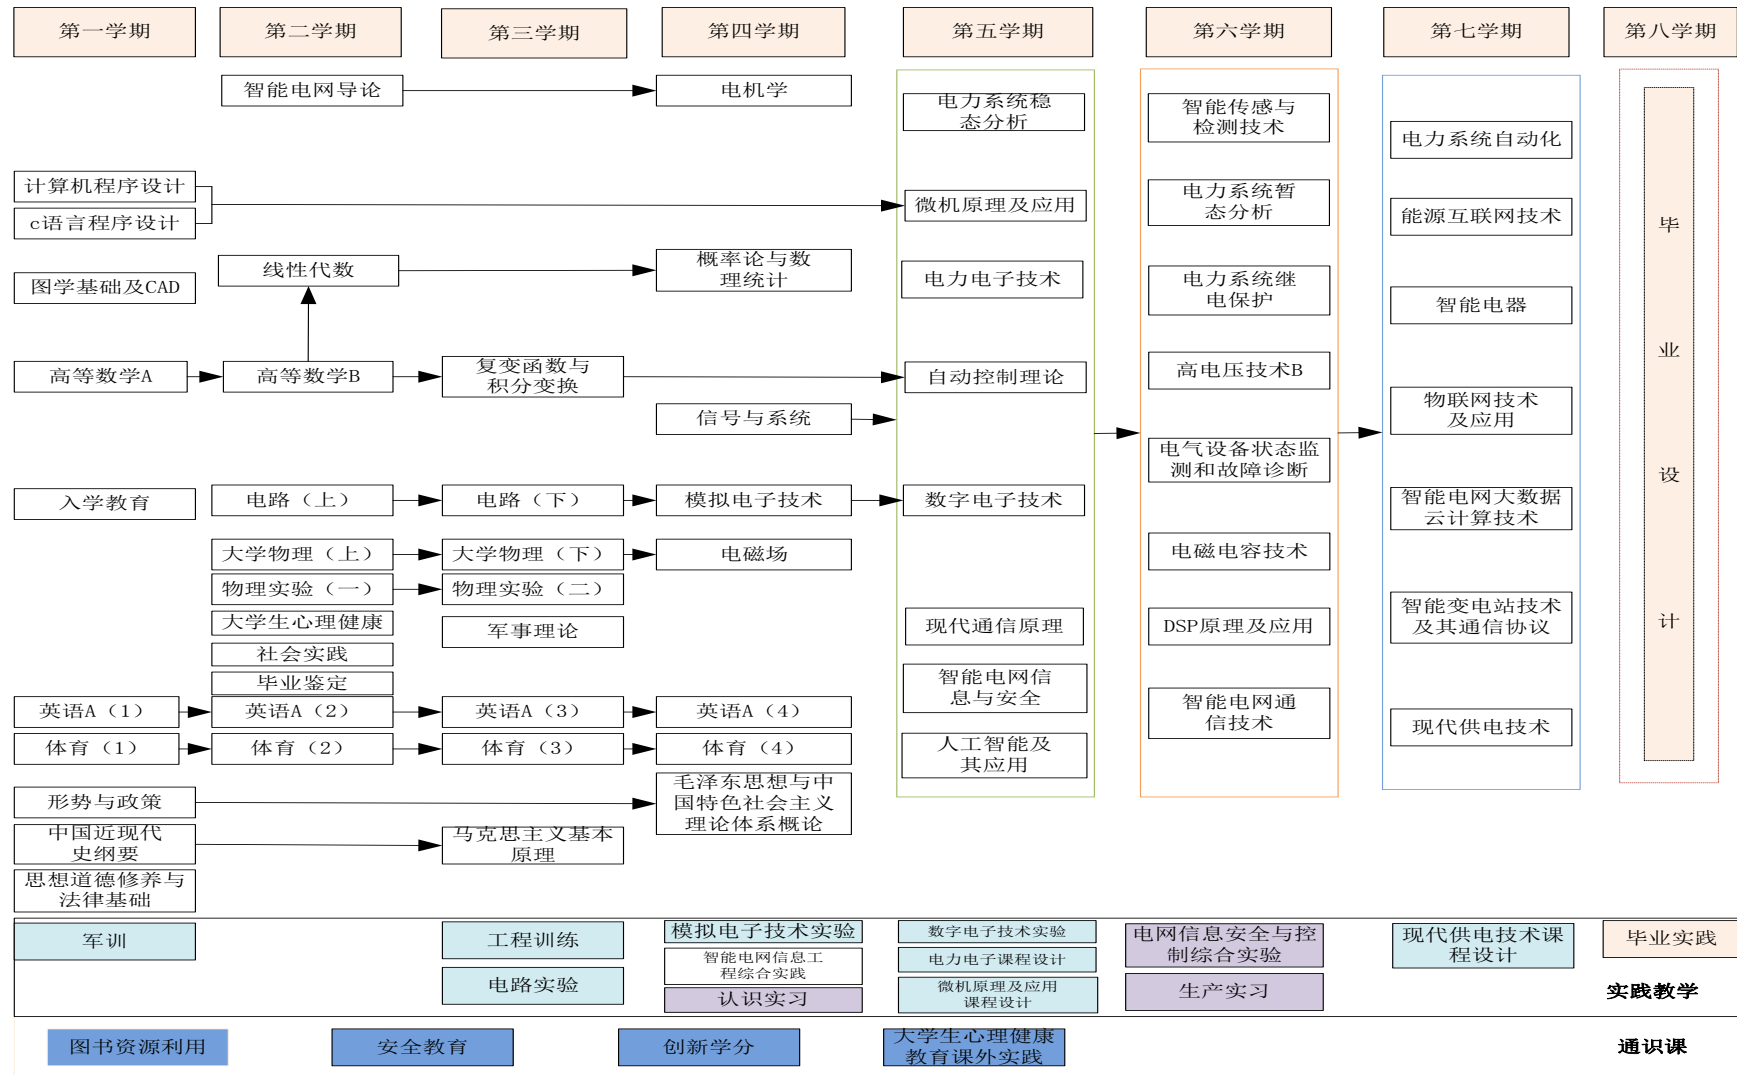 第一学期
第二学期
第三学期
第四学期
第五学期
第六学期
第七学期
第八学期
智能电网导论
电机学
电力系统稳
态分析
智能传感与
检测技术
电力系统自动化
计算机程序设计
c语言程序设计
微机原理及应用
电力系统暂
态分析
能源互联网技术
图学基础及CAD
线性代数
概率论与数
理统计
电力电子技术
电力系统继
电保护
智能电器
高等数学A
高等数学B
复变函数与
积分变换
自动控制理论
高电压技术B
物联网技术
及应用
信号与系统
电气设备状态监
测和故障诊断
入学教育
电路（上）
电路（下）
模拟电子技术
数字电子技术
智能电网大数据
云计算技术
大学物理（上）
大学物理（下）
电磁场
电磁电容技术
物理实验（一）
物理实验（二）
大学生心理健康
军事理论
现代通信原理
DSP原理及应用
智能变电站技术
及其通信协议
社会实践
毕业鉴定
智能电网信
息与安全
智能电网通
信技术
现代供电技术
英语A（1）
英语A（2）
英语A（3）
英语A（4）
体育（1）
体育（2）
体育（3）
体育（4）
人工智能及
其应用
形势与政策
毛泽东思想与中
国特色社会主义
理论体系概论
中国近现代
史纲要
马克思主义基本
原理
思想道德修养与
法律基础
毕
业
设
计
军训
工程训练
电路实验
模拟电子技术实验
智能电网信息工
程综合实践
认识实习
数字电子技术实验
电力电子课程设计
微机原理及应用
课程设计
电网信息安全与控
制综合实验
生产实习
现代供电技术课
程设计
毕业实践
实践教学
图书资源利用
安全教育
创新学分
大学生心理健康
教育课外实践
通识课